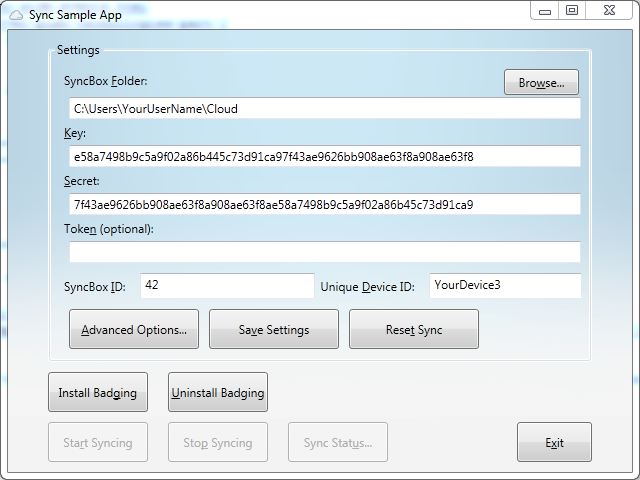 Sync Sample App
Settings
SyncBox Folder:
Browse...
C:\Users\YourUserName\Cloud
Key:
e58a7498b9c5a9f02a86b445c73d91ca97f43ae9626bb908ae63f8a908ae63f8
Secret:
7f43ae9626bb908ae63f8a908ae63f8ae58a7498b9c5a9f02a86b45c73d91ca9
Token (optional):
SyncBox ID: 42 Unique Device ID: YourDevice3
Advanced Options... Save Settings Reset Sync
Install Badging Uninstall Badging
Start Syncing Stop Syncing Sync Status... Exit